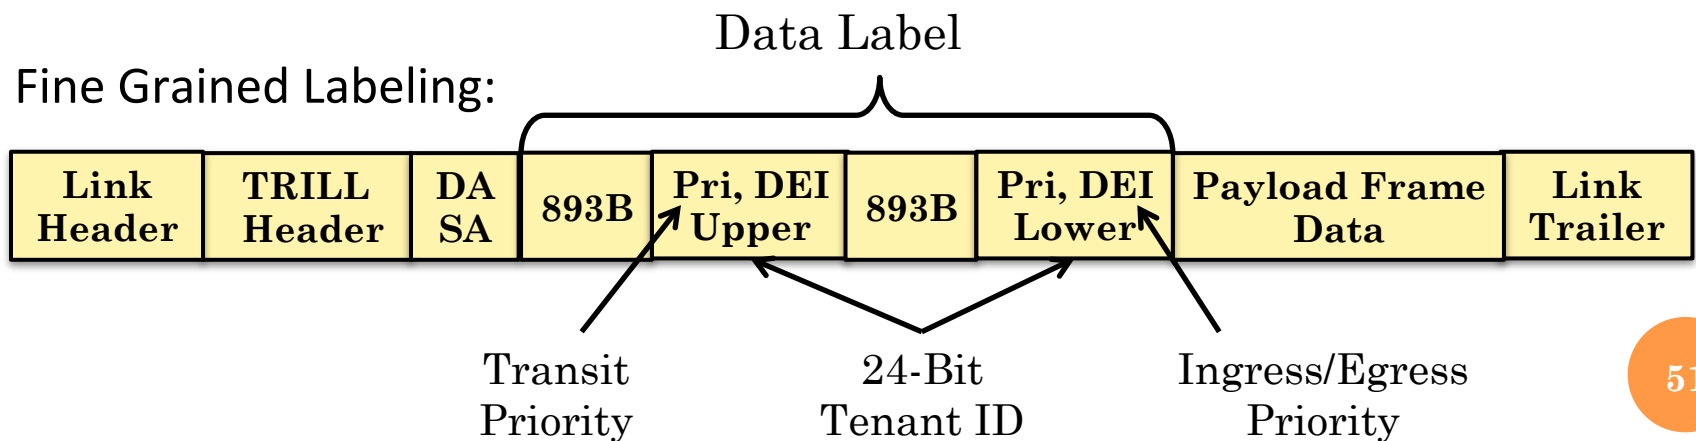 Data Label
Fine Grained Labeling:
Link Header
TRILL Header
DA SA
893B
Pri, DEI Upper
893B
Pri, DEI Lower
Payload Frame Data
Link Trailer
Transit Priority
24-Bit Tenant ID
Ingress/Egress Priority
51